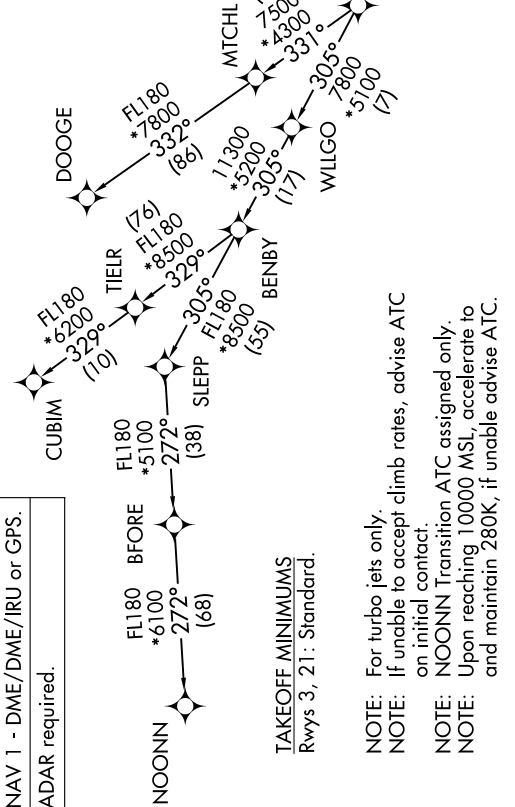 NAV 1 - DME/DME/IRU or GPS.
ADAR required.
NOONN
FL180
*6100
272°
(68)
BFORE
FL180
*5100
272°
(38)
SLEPP
CUBIM
FL180
*6200
329°
(10)
TIELR
(76)
FL180
*8500
329°
305°
FL180
*8500
(55)
BENBY
DOOGE
FL180
*7800
332°
(86)
11300
*5200
305°
(17)
WLLGO
MTCHL
7500
*4300
331°
305°
7800
*5100
(7)
TAKEOFF MINIMUMS
Rwys 3, 21: Standard.
NOTE: For turbo jets only.
NOTE: If unable to accept climb rates, advise ATC
on initial contact.
NOTE: NOONN Transition ATC assigned only.
NOTE: Upon reaching 10000 MSL, accelerate to
and maintain 280K, if unable advise ATC.